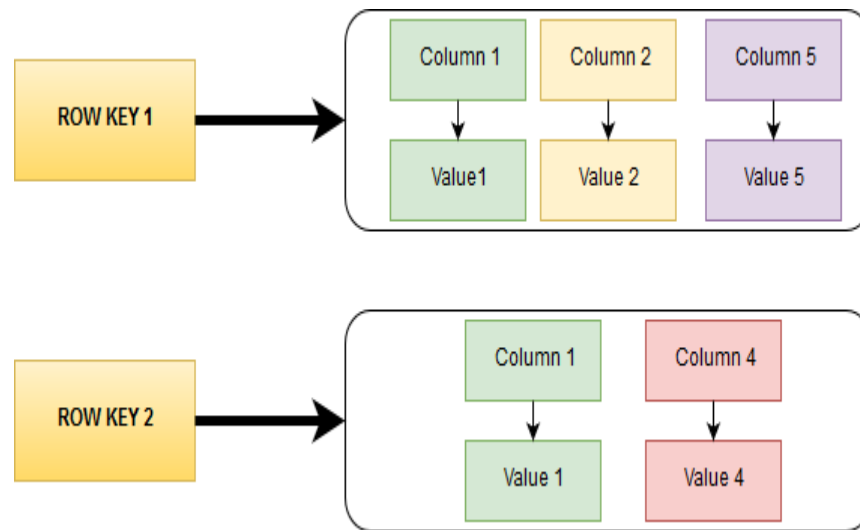 Column 1
Column 2
Column 5
ROW KEY 1
Value1
Value 2
Value 5
Column 1
Column 4
ROW KEY 2
Value 1
Value 4